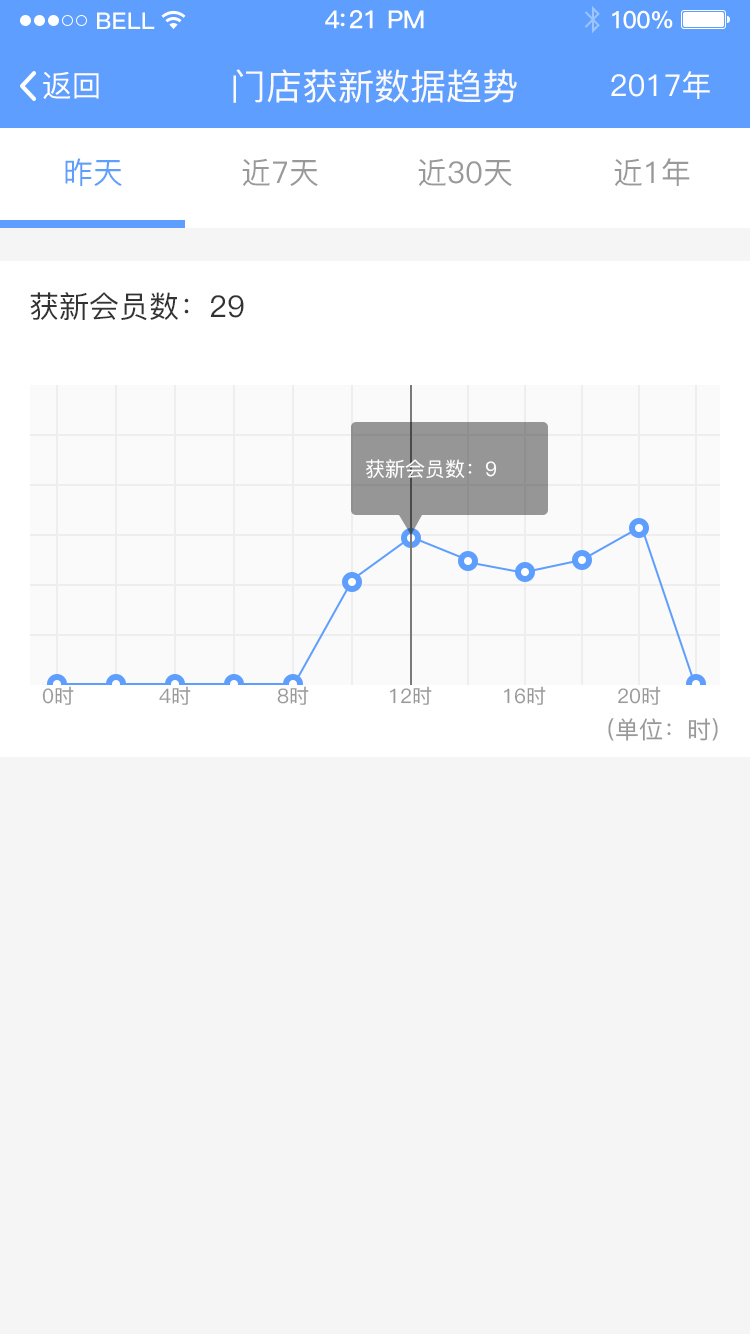 BELL 4:21 PM 100%
返回 门店获新数据趋势 2017年
昨天 近7天 近30天 近1年
获新会员数：29
获新会员数：9
0时 4时 8时 12时 16时 20时
（单位：时）